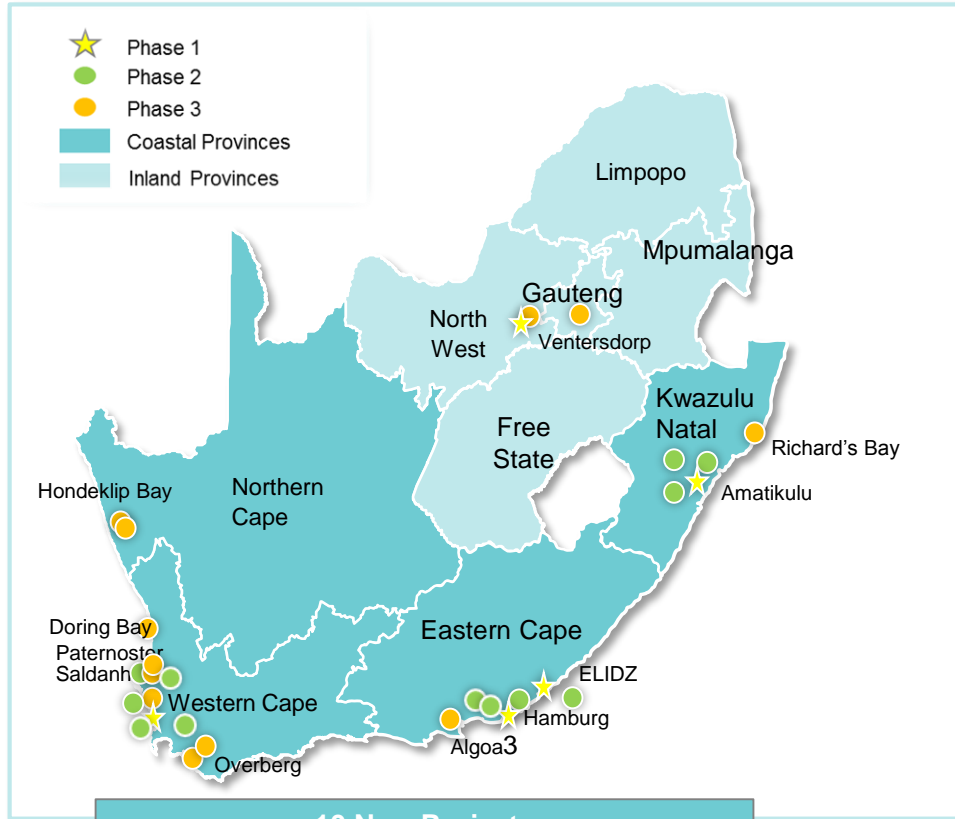 Phase 1
Phase 2
Phase 3
Coastal Provinces
Inland Provinces
Limpopo
Mpumalanga
Gauteng
North
West
Ventersdorp
Kwazulu
Natal
Free
State
Richard's Bay
Amatikulu
Hondeklip Bay
Northern
Cape
Doring Bay
Paternoster
Saldanh
Eastern Cape
ELIDZ
Western Cape
Hamburg
Algoa3
Overberg